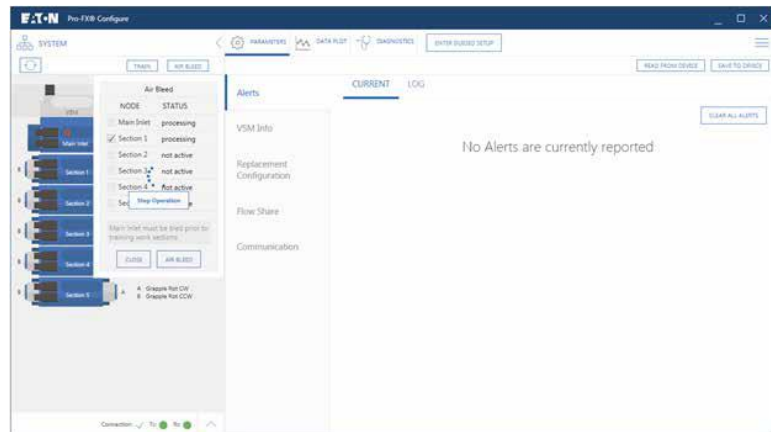 EATON Pro-FX® Configure
SYSTEM
PARAMETERS
DATA PLOT
DIAGNOSTICS
ENTER GUIDED SETUP
TRAIN
AIR BLEED
READ FROM DEVICE
SAVE TO DEVICE
VSM
Main Inlet
Section 1
Section 2
Section 3
Section 4
Section 5
Air Bleed
NODE STATUS
Main Inlet processing
Section 1 processing
Section 2 not active
Section 3 not active
Section 4 not active
Sec
Stop Operation
Main Inlet must be bled prior to
training work sections
CLOSE
AIR BLEED
A Grapple Rot CW
B Grapple Rot CCW
Connection Tx Rx
Alerts
VSM Info
Replacement
Configuration
Flow Share
Communication
CURRENT LOG
CLEAR ALL ALERTS
No Alerts are currently reported